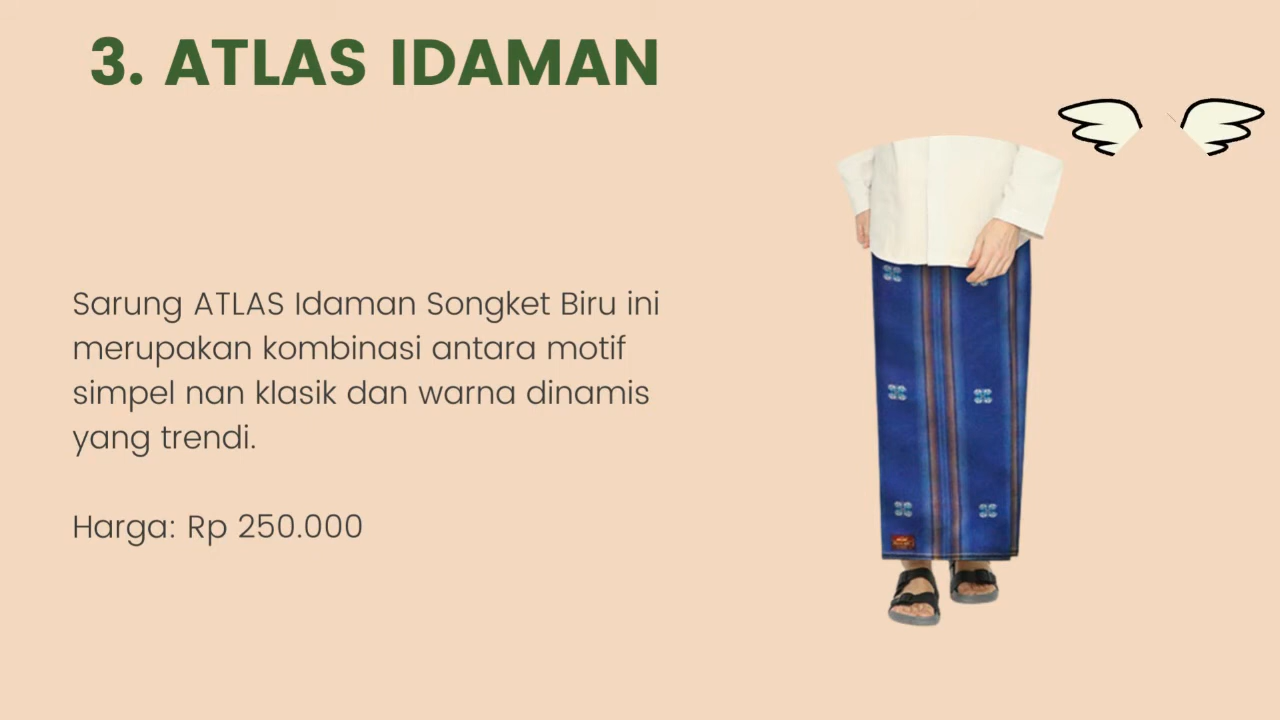 3. ATLAS IDAMAN
Sarung ATLAS Idaman Songket Biru ini
merupakan kombinasi antara motif
simpel nan klasik dan warna dinamis
yang trendi.
Harga: Rp 250.000